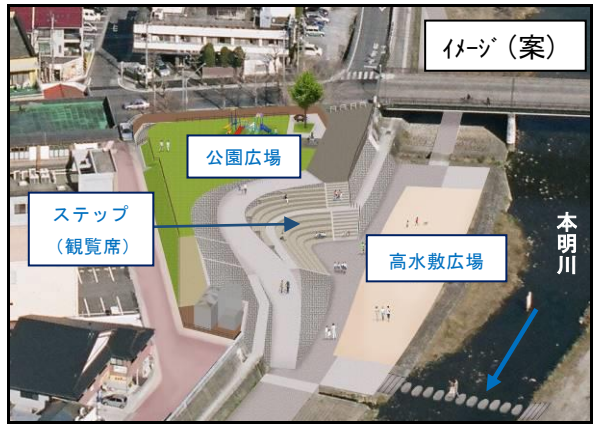 ｲﾒｰｼﾞ（案）
公園広場
ステップ
（観覧席）
高水敷広場
本明川